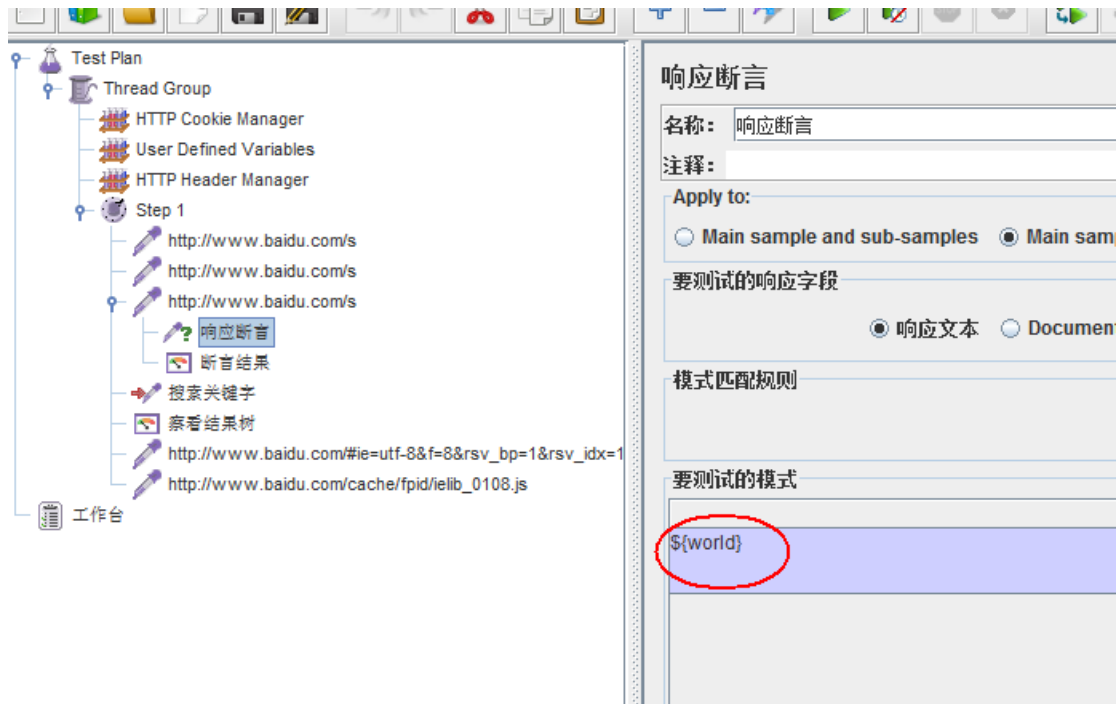 Test Plan
Thread Group
HTTP Cookie Manager
User Defined Variables
HTTP Header Manager
Step 1
http://www.baidu.com/s
http://www.baidu.com/s
http://www.baidu.com/s
响应断言
断言结果
搜索关键字
察看结果树
http://www.baidu.com/#ie=utf-8&f=8&rsv_bp=1&rsv_idx=1
http://www.baidu.com/cache/fpid/ielib_0108.js
工作台
响应断言
名称： 响应断言
注释：
Apply to:
Main sample and sub-samples Main sam
要测试的响应字段
响应文本 Document
模式匹配规则
要测试的模式
${world}